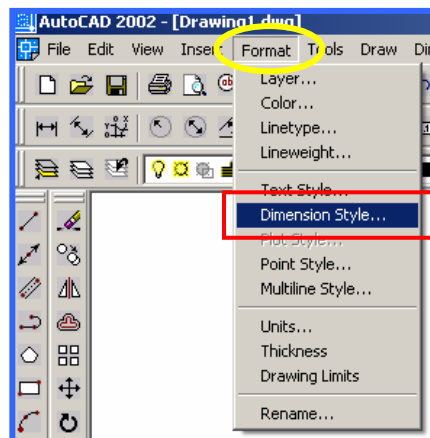 AutoCAD 2002 - [Drawing1.dwg]
File Edit View Insert Format Tools Draw
Layer...
Color...
Linetype...
Lineweight...
Text Style...
Dimension Style...
Plot Style...
Point Style...
Multiline Style...
Units...
Thickness
Drawing Limits
Rename...